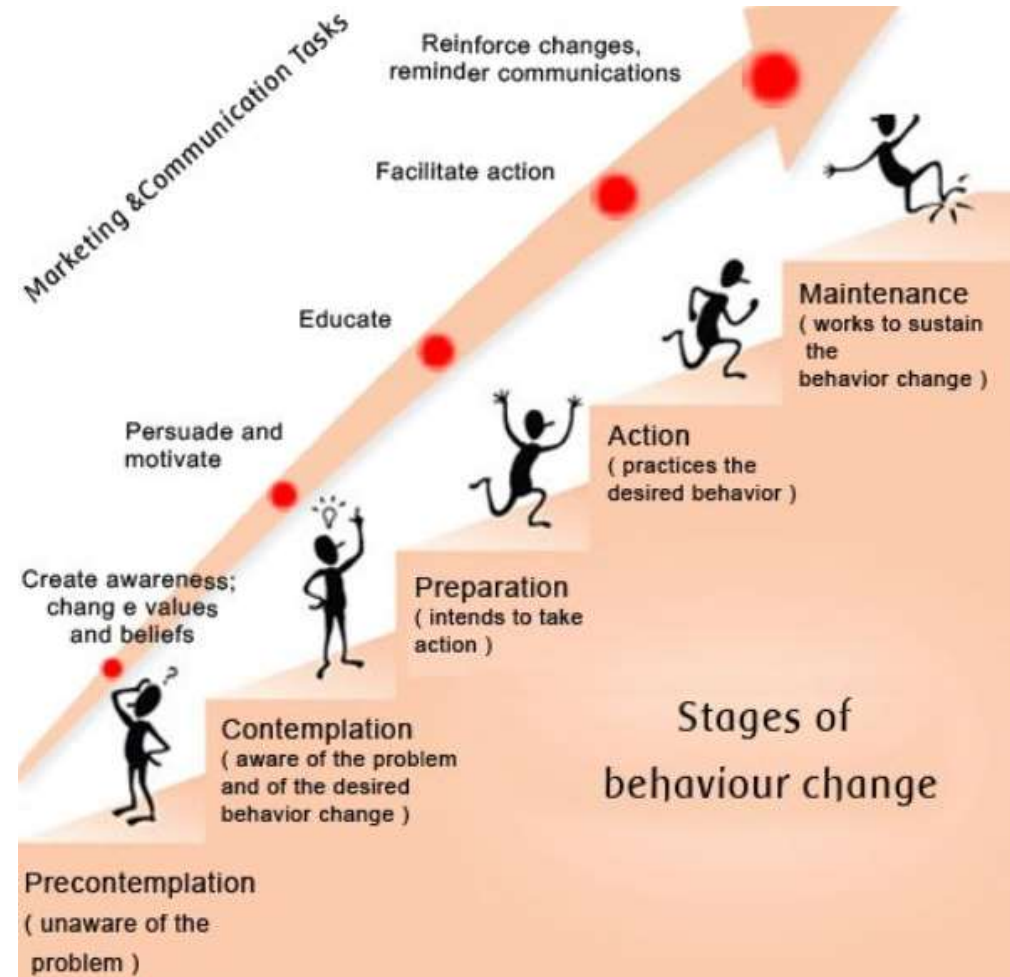 Marketing &Communication Tasks
Reinforce changes,
reminder communications
Facilitate action
Educate
Persuade and
motivate
Create awareness;
chang e values
and beliefs
?
Maintenance
( works to sustain
the
behavior change )
Action
( practices the
desired behavior )
Preparation
( intends to take
action )
Contemplation
( aware of the problem
and of the desired
behavior change )
Precontemplation
( unaware of the
problem )
Stages of
behaviour change